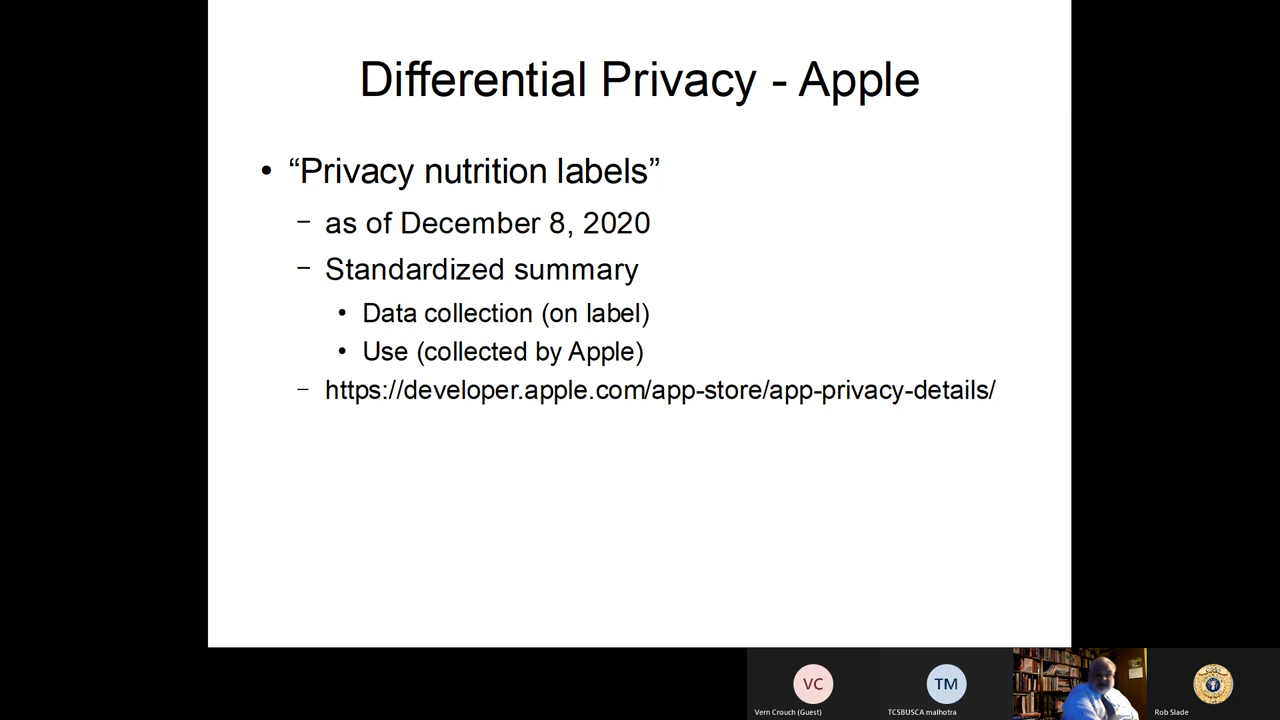 Differential Privacy - Apple
• “Privacy nutrition labels”
– as of December 8, 2020
– Standardized summary
• Data collection (on label)
• Use (collected by Apple)
– https://developer.apple.com/app-store/app-privacy-details/
VC
TM
Vern Crouch (Guest)
TCSBUSCA malhotra
Rob Slade